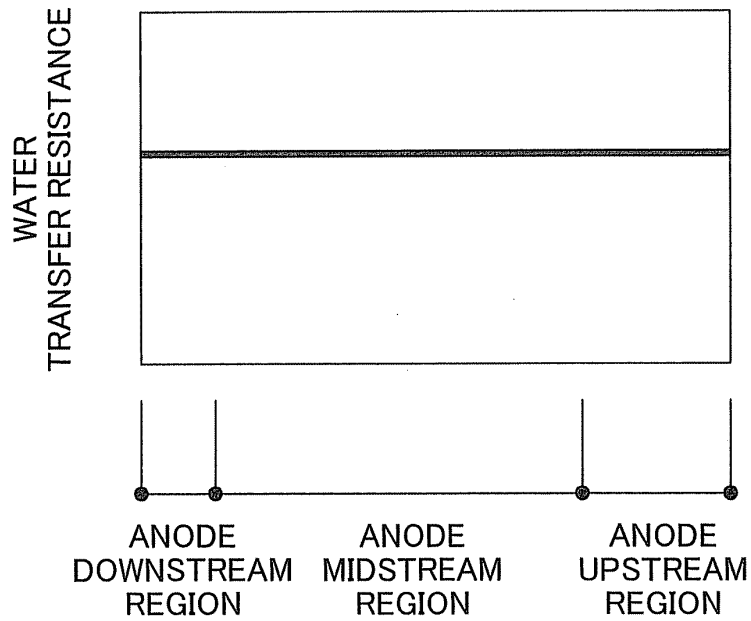 WATER
TRANSFER RESISTANCE
ANODE
DOWNSTREAM
REGION
ANODE
MIDSTREAM
REGION
ANODE
UPSTREAM
REGION